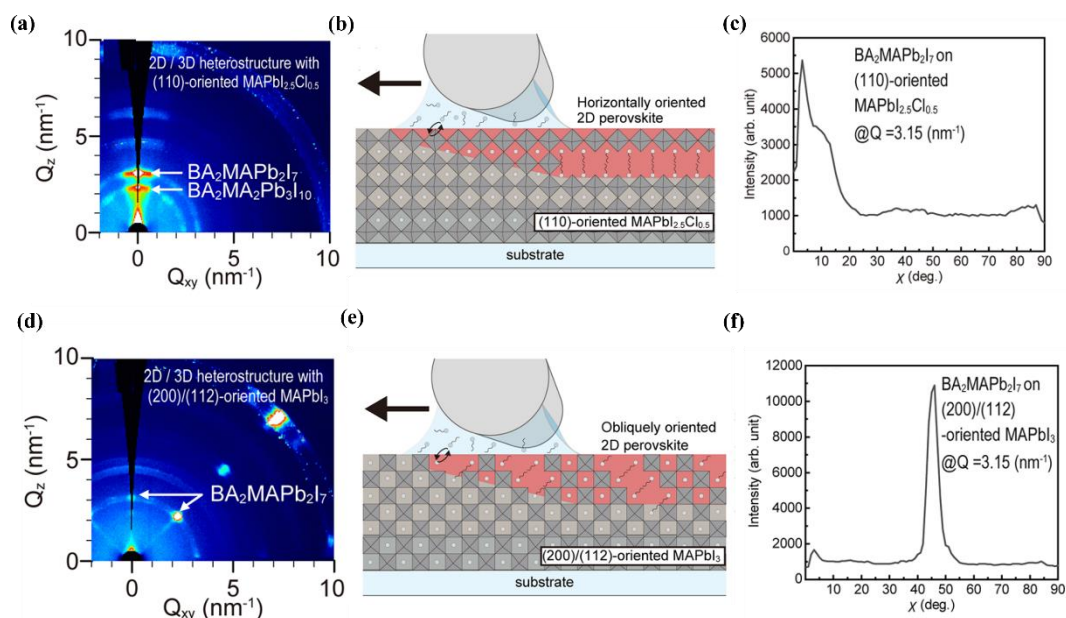 (a)
10
2D / 3D heterostructure with
(110)-oriented MAPbI2.5Cl0.5
Qz (nm-1)
5
BA2MAPb2I7
BA2MA2Pb3I10
0
0
5
10
Qxy (nm-1)
(b)
Horizontally oriented
2D perovskite
(110)-oriented MAPbI2.5Cl0.5
substrate
(c)
6000
5000
4000
3000
2000
1000
0
Intensity (arb. unit)
BA2MAPb2I7 on
(110)-oriented
MAPbI2.5Cl0.5
@Q =3.15 (nm-1)
10 20 30 40 50 60 70 80 90
χ (deg.)
(d)
10
2D / 3D heterostructure with
(200)/(112)-oriented MAPbI3
Qz (nm-1)
5
BA2MAPb2I7
0
0
5
10
Qxy (nm-1)
(e)
Obliquely oriented
2D perovskite
(200)/(112)-oriented MAPbI3
substrate
(f)
12000
10000
8000
6000
4000
2000
0
Intensity (arb. unit)
BA2MAPb2I7 on
(200)/(112)
-oriented MAPbI3
@Q =3.15 (nm-1)
10 20 30 40 50 60 70 80 90
χ (deg.)